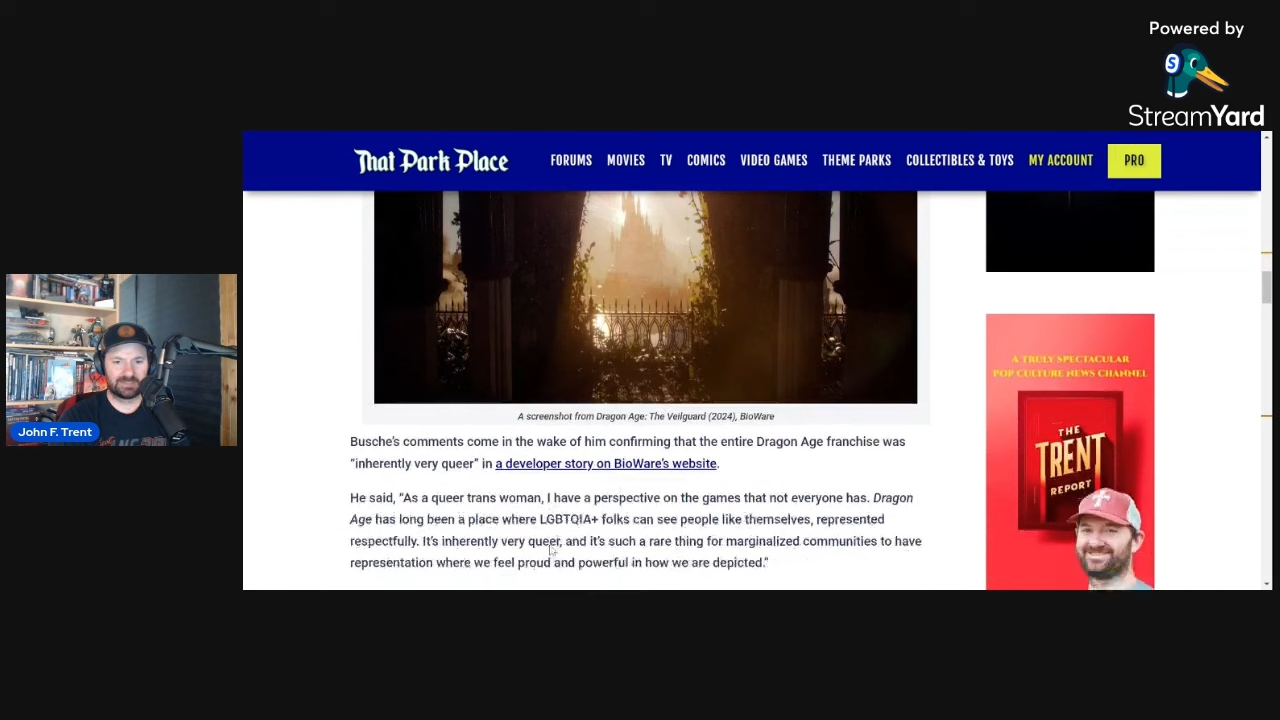 Powered by
StreamYard
That Park Place
FORUMS MOVIES TV COMICS VIDEO GAMES THEME PARKS COLLECTIBLES & TOYS MY ACCOUNT PRO
A screenshot from Dragon Age: The Veilguard (2024), BioWare
Busche's comments come in the wake of him confirming that the entire Dragon Age franchise was
“inherently very queer” in a developer story on BioWare's website.
He said, “As a queer trans woman, I have a perspective on the games that not everyone has. Dragon
Age has long been a place where LGBTQIA+ folks can see people like themselves, represented
respectfully. It's inherently very queer, and it's such a rare thing for marginalized communities to have
representation where we feel proud and powerful in how we are depicted.”
A TRULY SPECTACULAR
POP CULTURE NEWS CHANNEL
THE
TRENT
REPORT
John F. Trent